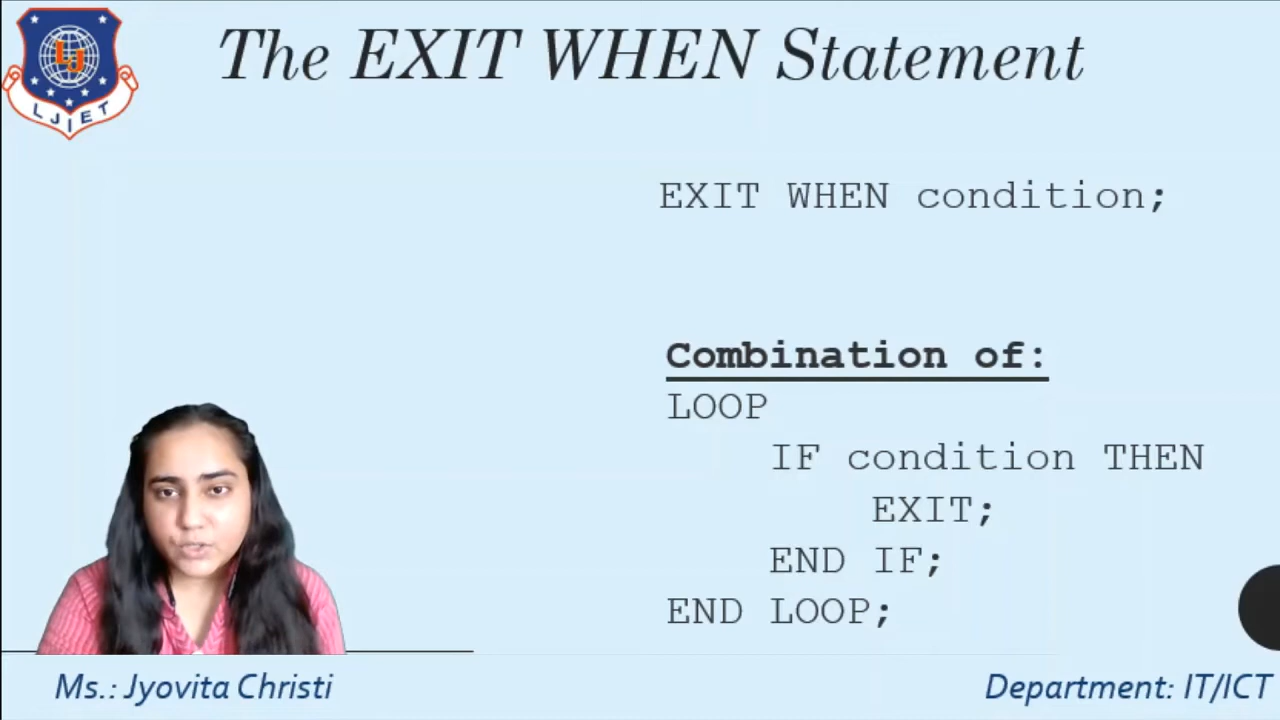 The EXIT WHEN Statement
LJ
LJIET
EXIT WHEN condition;
Combination of:
LOOP
IF condition THEN
EXIT;
END IF;
END LOOP;
Ms.: Jyovita Christi
Department: IT/ICT